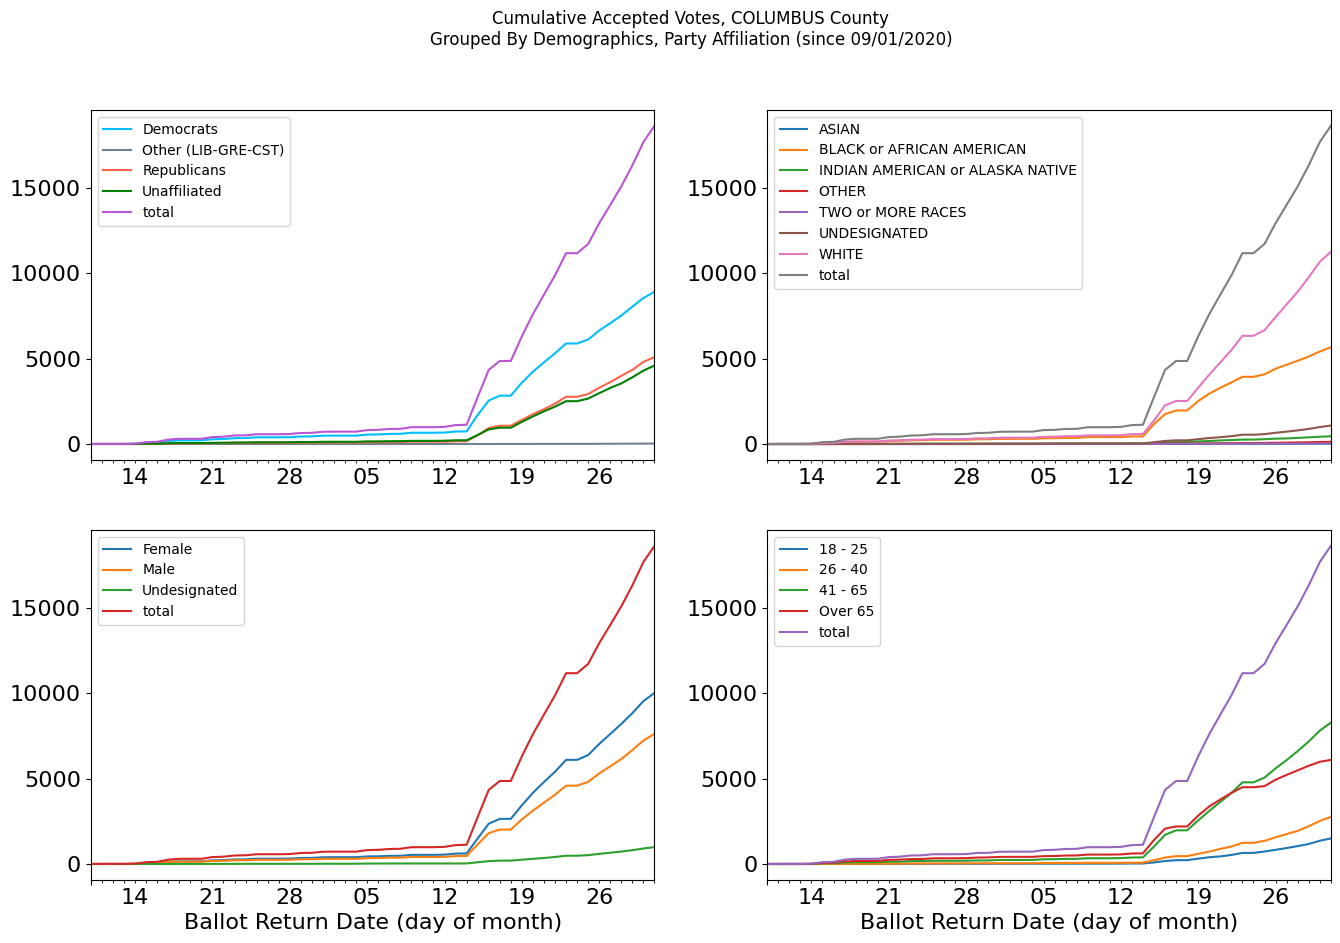 Cumulative Accepted Votes, COLUMBUS County
Grouped By Demographics, Party Affiliation (since 09/01/2020)
Democrats
Other (LIB-GRE-CST)
Republicans
Unaffiliated
total
15000
10000
5000
0
14 21 28 05 12 19 26
ASIAN
BLACK or AFRICAN AMERICAN
INDIAN AMERICAN or ALASKA NATIVE
OTHER
TWO or MORE RACES
UNDESIGNATED
WHITE
total
15000
10000
5000
0
14 21 28 05 12 19 26
Female
Male
Undesignated
total
15000
10000
5000
0
14 21 28 05 12 19 26
Ballot Return Date (day of month)
18 - 25
26 - 40
41 - 65
Over 65
total
15000
10000
5000
0
14 21 28 05 12 19 26
Ballot Return Date (day of month)